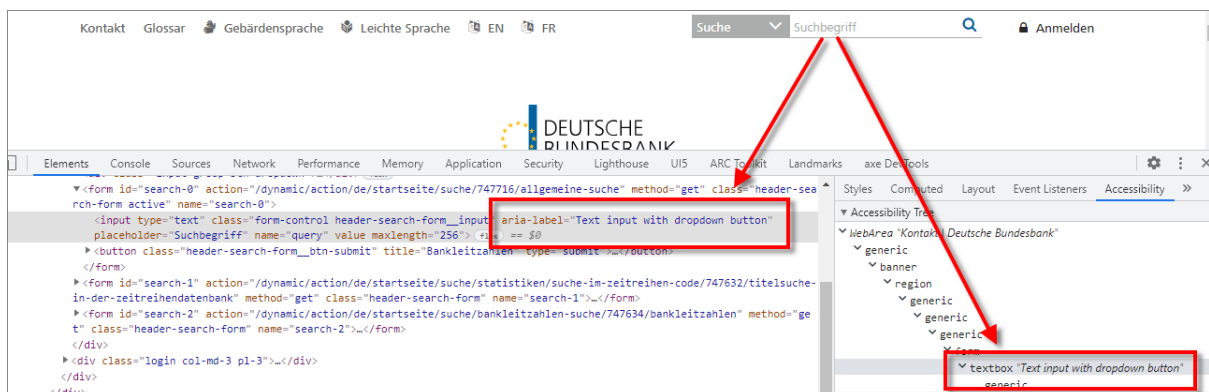 Kontakt Glossar Gebärdensprache Leichte Sprache EN FR Suche Suchbegriff Anmelden
DEUTSCHE
BUNDESBANK
Elements Console Sources Network Performance Memory Application Security Lighthouse UI5 ARC Toolkit Landmarks axe DevTools
▼<form id="search-0" action="/dynamic/action/de/startseite/suche/747716/allgemeine-suche" method="get" class="header-sea
rch-form active" name="search-0">
<input type="text" class="form-control header-search-form__input" aria-label="Text input with dropdown button"
placeholder="Suchbegriff" name="query" value maxlength="256"> flex == $0
▶<button class="header-search-form__btn-submit" title="Bankleitzahlen" type="submit">…</button>
</form>
▶<form id="search-1" action="/dynamic/action/de/startseite/suche/statistiken/suche-im-zeitreihen-code/747632/titelsuche-
in-der-zeitreihendatenbank" method="get" class="header-search-form" name="search-1">…</form>
▶<form id="search-2" action="/dynamic/action/de/startseite/suche/bankleitzahlen-suche/747634/bankleitzahlen" method="ge
t" class="header-search-form" name="search-2">…</form>
</div>
▶<div class="login col-md-3 pl-3">…</div>
</div>
</div>
Styles Computed Layout Event Listeners Accessibility »
▼ Accessibility Tree
WebArea "Kontakt | Deutsche Bundesbank"
generic
banner
region
generic
generic
generic
form
textbox "Text input with dropdown button"
generic